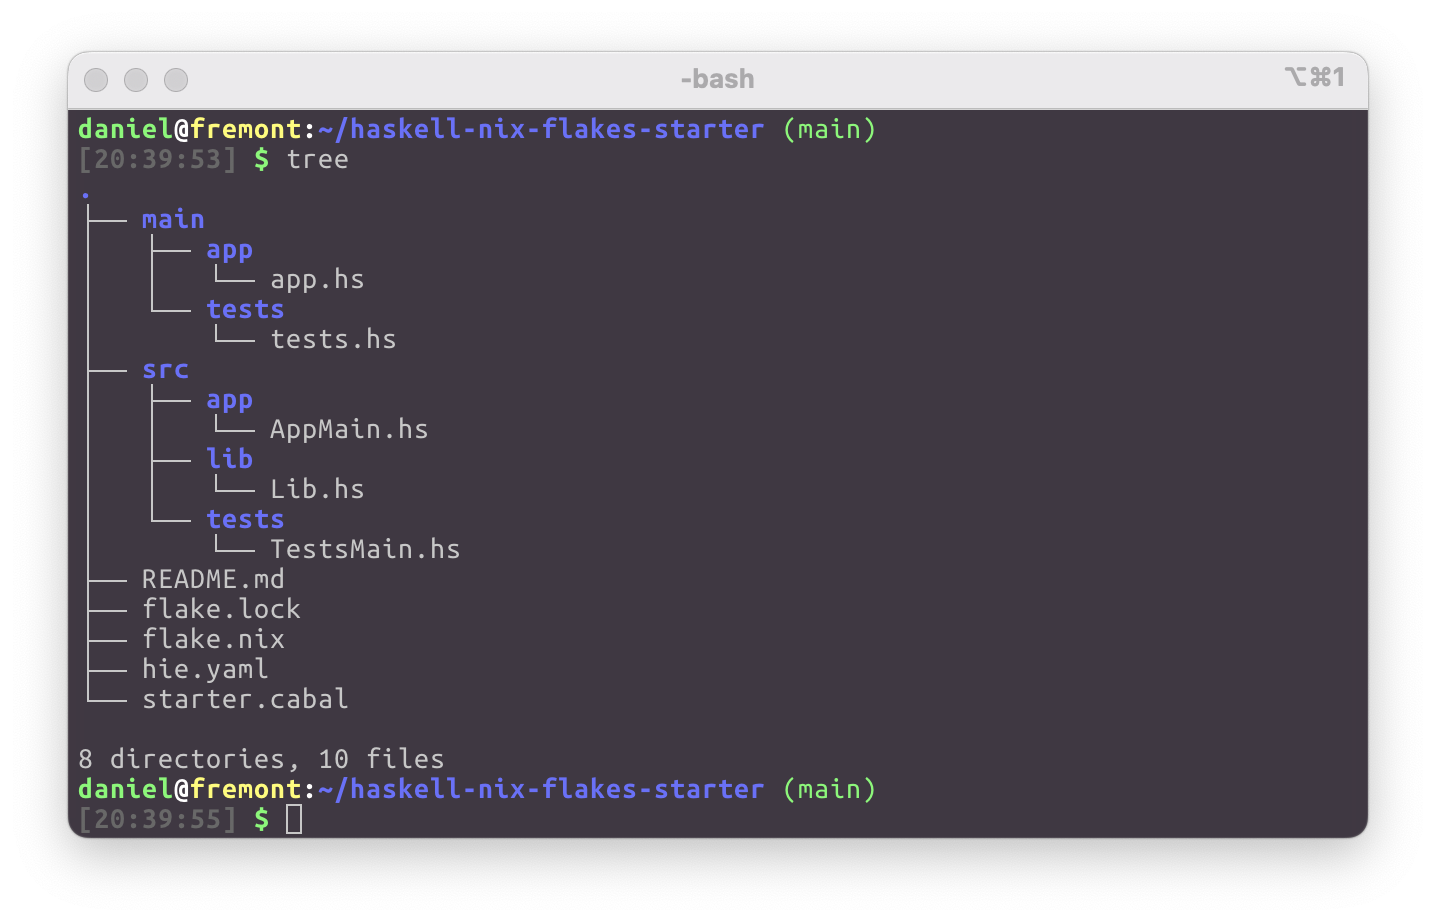 -bash ⌥⌘1
daniel@fremont:~/haskell-nix-flakes-starter (main)
[20:39:53] $ tree
.
├── main
│   ├── app
│   │   └── app.hs
│   └── tests
│       └── tests.hs
├── src
│   ├── app
│   │   └── AppMain.hs
│   ├── lib
│   │   └── Lib.hs
│   └── tests
│       └── TestsMain.hs
├── README.md
├── flake.lock
├── flake.nix
├── hie.yaml
└── starter.cabal
8 directories, 10 files
daniel@fremont:~/haskell-nix-flakes-starter (main)
[20:39:55] $